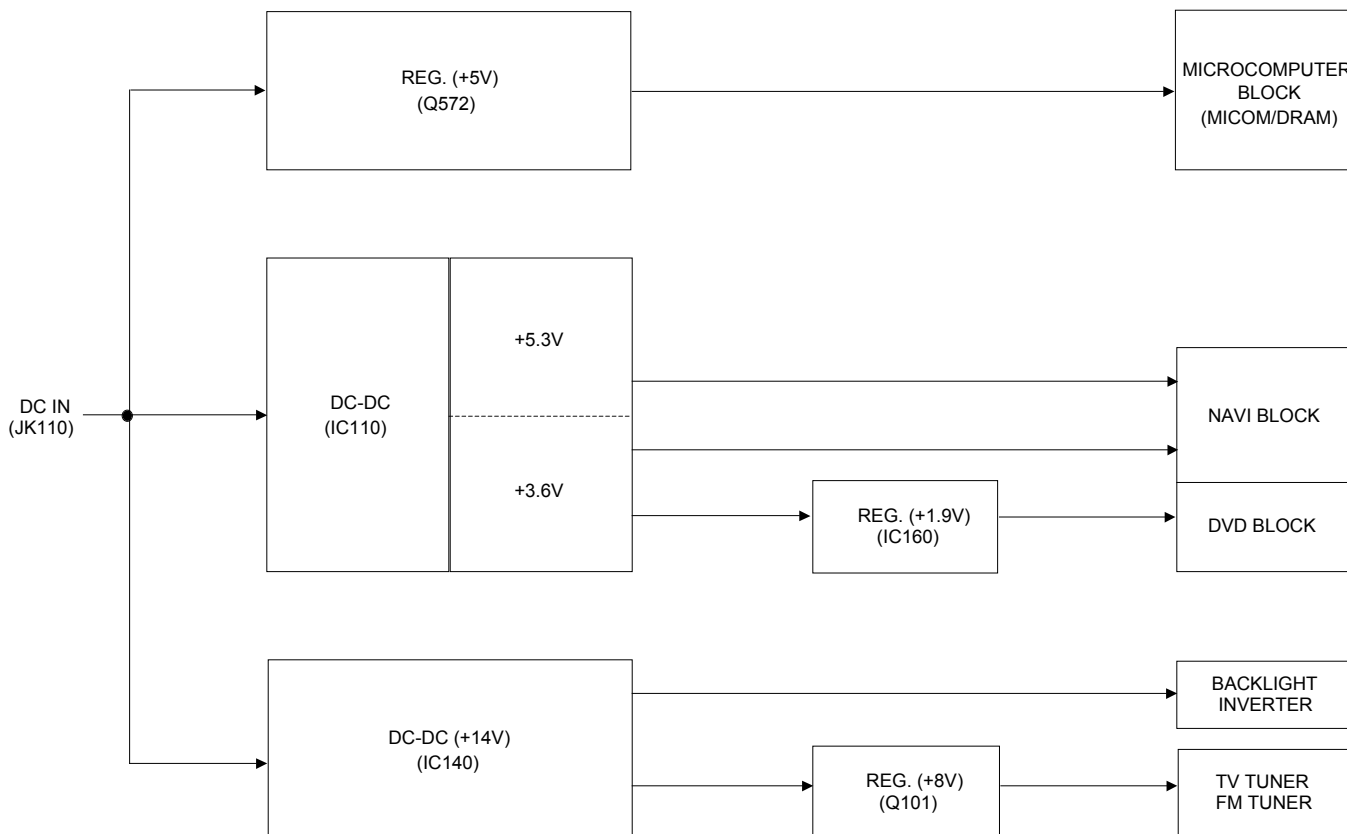 REG. (+5V)
(Q572)
MICROCOMPUTER
BLOCK
(MICOM/DRAM)
DC IN
(JK110)
DC-DC
(IC110)
+5.3V
+3.6V
NAVI BLOCK
REG. (+1.9V)
(IC160)
DVD BLOCK
DC-DC (+14V)
(IC140)
BACKLIGHT
INVERTER
REG. (+8V)
(Q101)
TV TUNER
FM TUNER